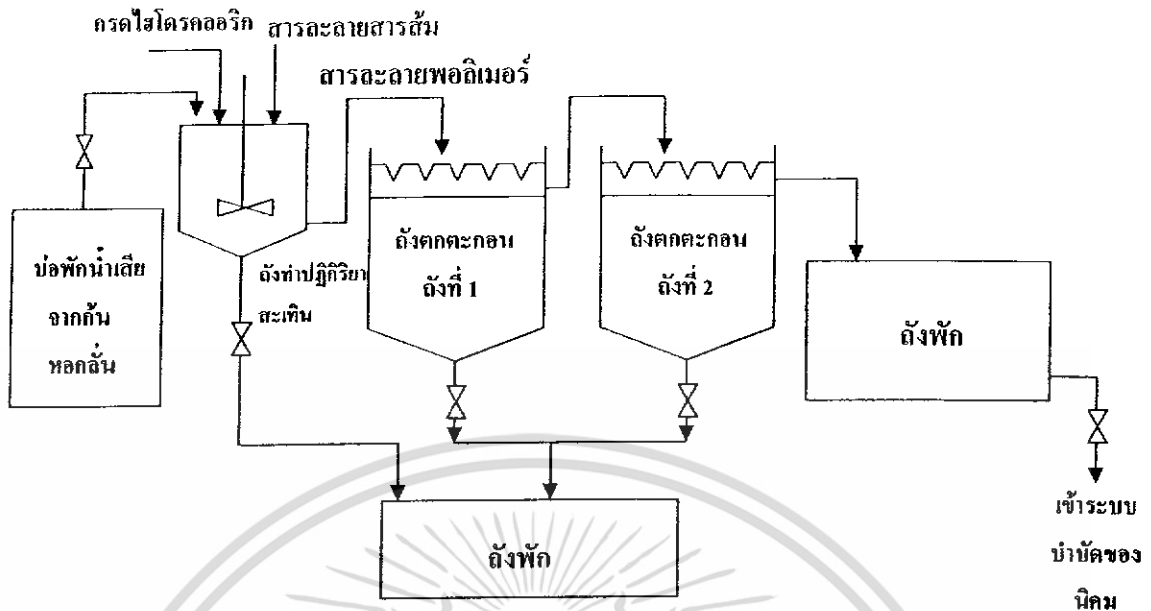 กรดไฮโดรคลอริก
สารละลายสารส้ม
สารละลายพอลิเมอร์
บ่อพักน้ำเสีย
จากก้น
หอกลั่น
ถังทำปฏิกิริยา
สะเทิน
ถังตกตะกอน
ถังที่ 1
ถังตกตะกอน
ถังที่ 2
ถังพัก
ถังพัก
เข้าระบบ
บำบัดของ
นิคม